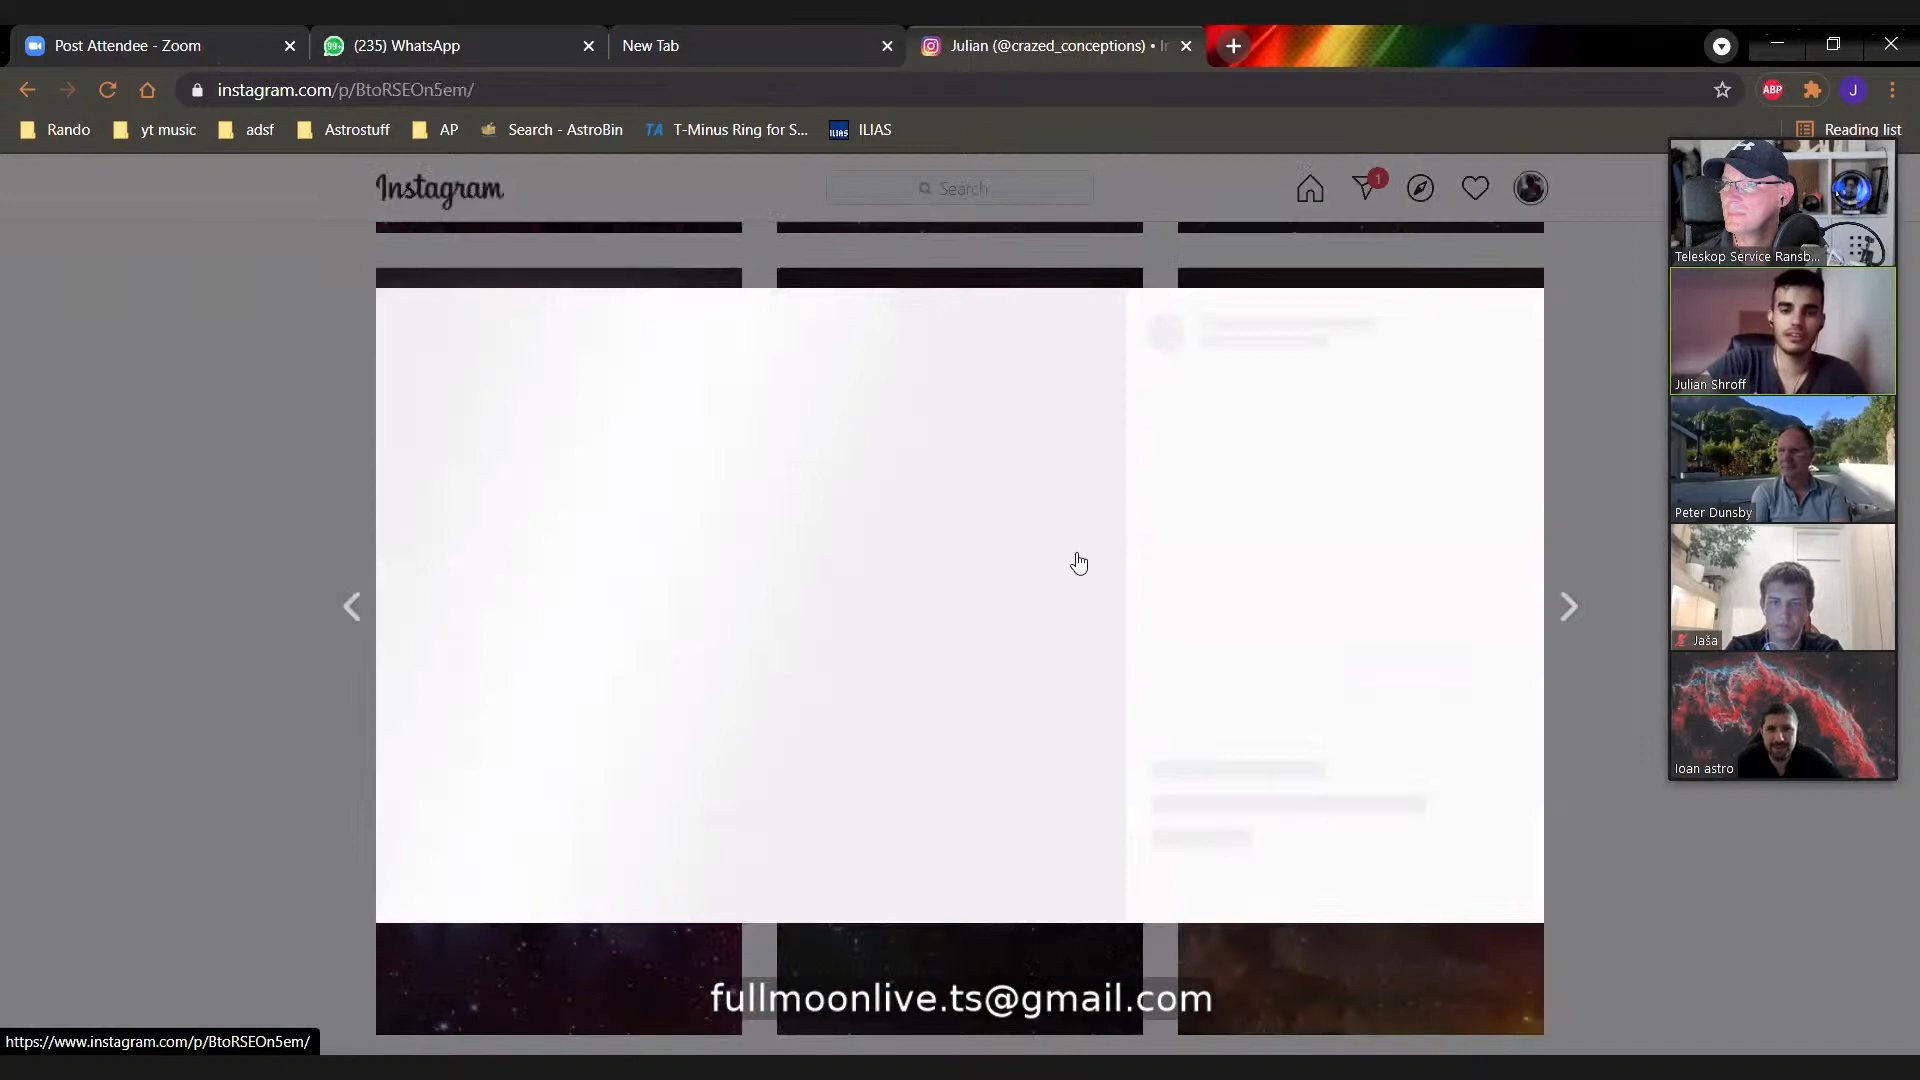 Post Attendee - Zoom
(235) WhatsApp
New Tab
Julian (@crazed_conceptions) •
instagram.com/p/BtoRSEOn5em/
ABP
J
Rando
yt music
adsf
Astrostuff
AP
Search - AstroBin
TA T-Minus Ring for S...
ILIAS ILIAS
Reading list
Instagram
Search
1
Teleskop Service Ransb...
Julian Shroff
Peter Dunsby
Jaša
Ioan astro
fullmoonlive.ts@gmail.com
https://www.instagram.com/p/BtoRSEOn5em/